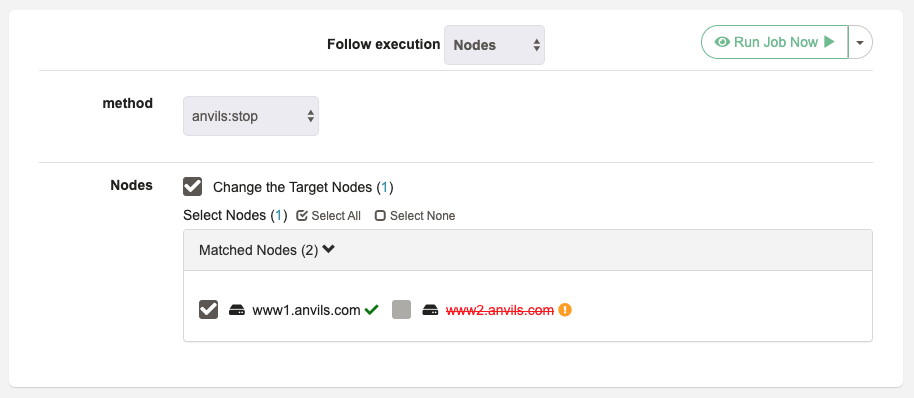 Follow execution Nodes Run Job Now
method anvils:stop
Nodes Change the Target Nodes (1)
Select Nodes (1) Select All Select None
Matched Nodes (2)
www1.anvils.com www2.anvils.com